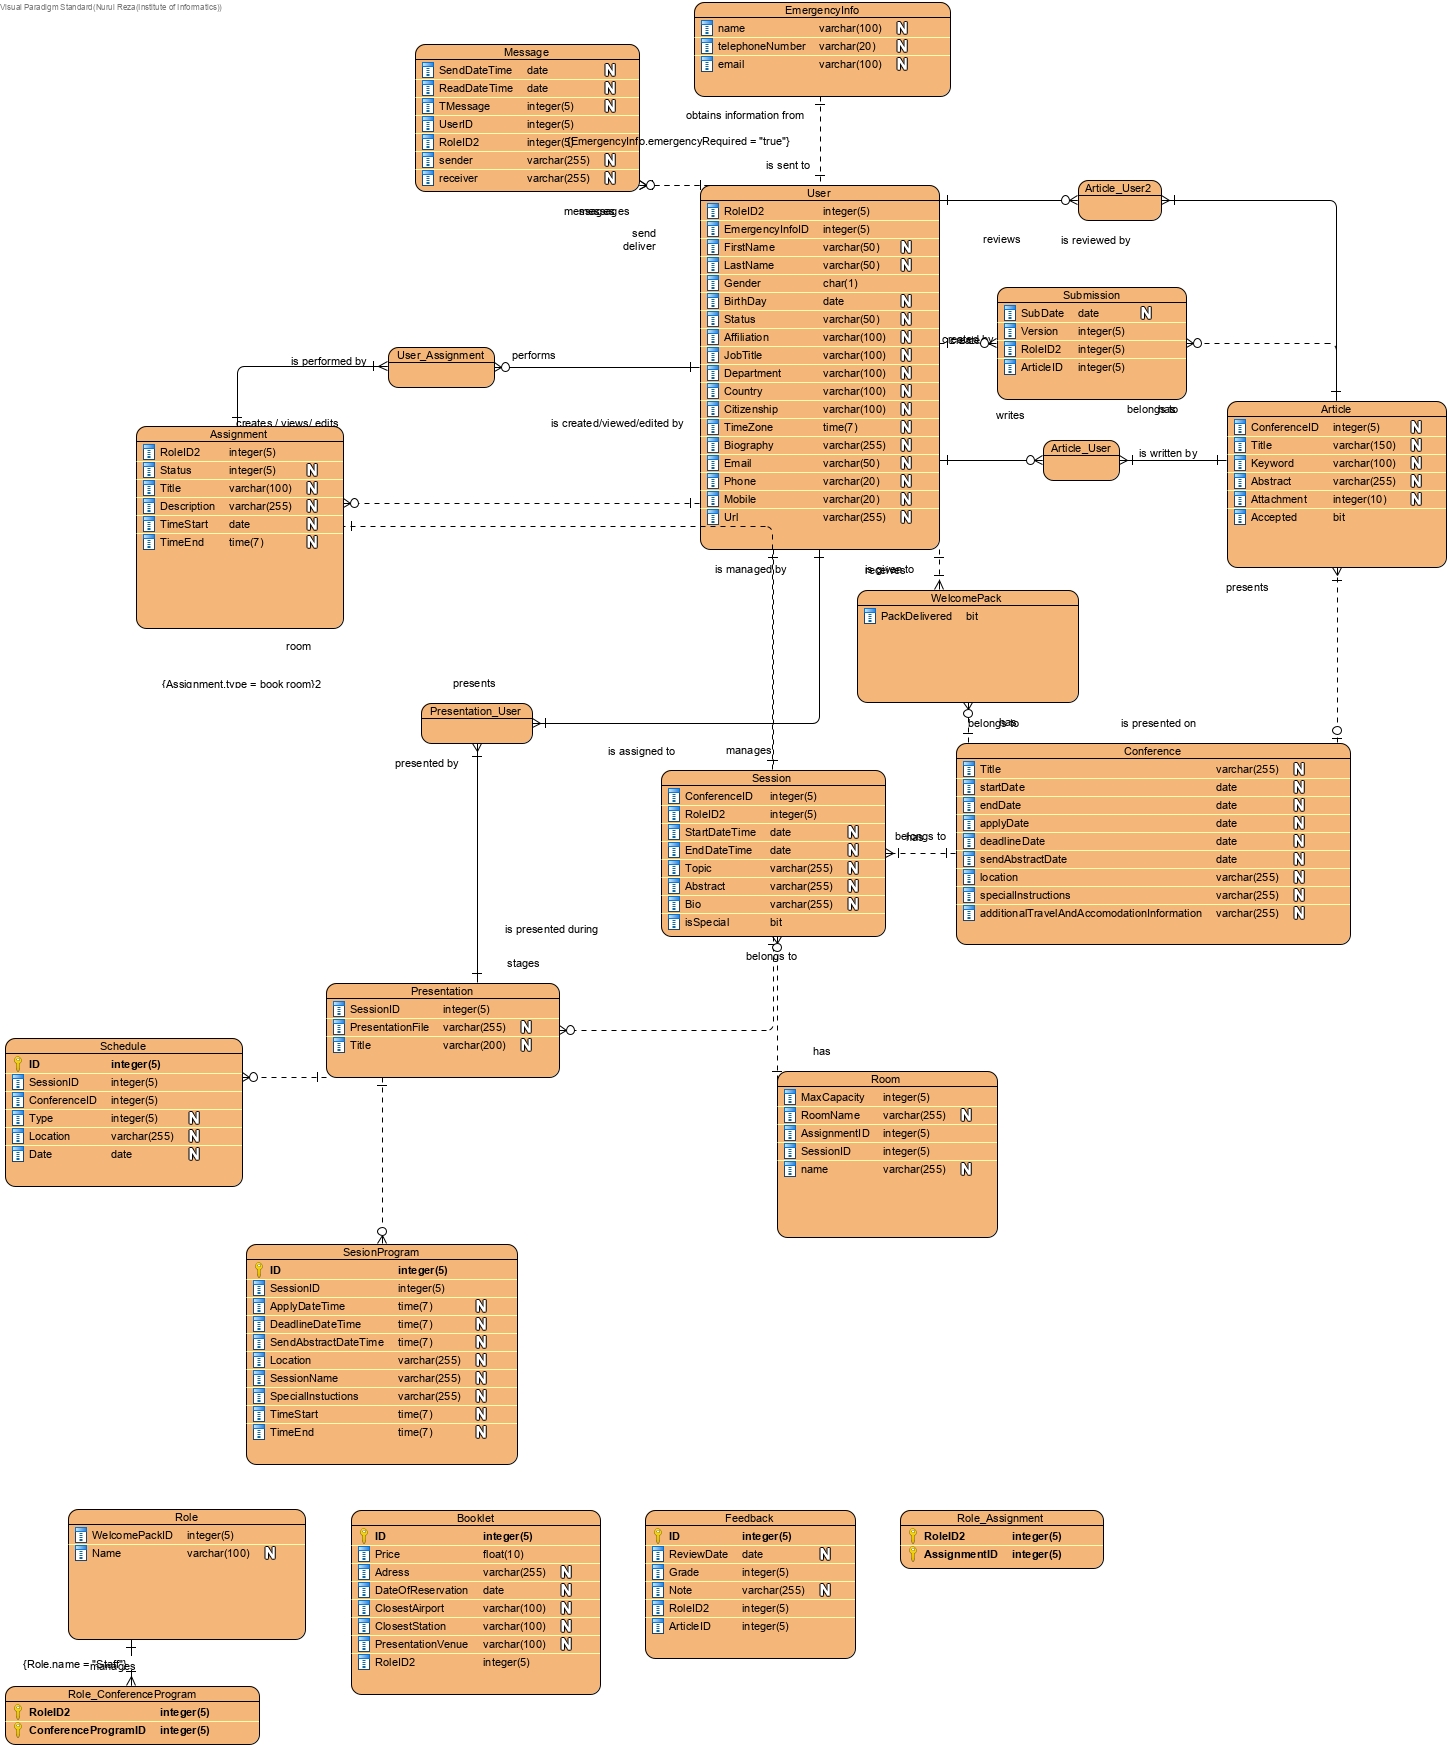 Visual Paradigm Standard(Nurul Reza(Institute of Informatics))
EmergencyInfo
name varchar(100) N
telephoneNumber varchar(20) N
email varchar(100) N
Message
SendDateTime date N
ReadDateTime date N
TMessage integer(5) N
UserID integer(5)
RoleID2 integer(5)
sender varchar(255) N
receiver varchar(255) N
obtains information from
{EmergencyInfo.emergencyRequired = "true"}
is sent to
messages
send
deliver
User
RoleID2 integer(5)
EmergencyInfoID integer(5)
FirstName varchar(50) N
LastName varchar(50) N
Gender char(1)
BirthDay date N
Status varchar(50) N
Affiliation varchar(100) N
JobTitle varchar(100) N
Department varchar(100) N
Country varchar(100) N
Citizenship varchar(100) N
TimeZone time(7) N
Biography varchar(255) N
Email varchar(50) N
Phone varchar(20) N
Mobile varchar(20) N
Url varchar(255) N
Article_User2
reviews
is reviewed by
Submission
SubDate date N
Version integer(5)
RoleID2 integer(5)
ArticleID integer(5)
created by
writes
belongs to
has
Article_User
is written by
Article
ConferenceID integer(5) N
Title varchar(150) N
Keyword varchar(100) N
Abstract varchar(255) N
Attachment integer(10) N
Accepted bit
is performed by
User_Assignment
performs
creates / views/ edits
is created/viewed/edited by
Assignment
RoleID2 integer(5)
Status integer(5) N
Title varchar(100) N
Description varchar(255) N
TimeStart date N
TimeEnd time(7) N
room
{Assignment.type = book room}2
is managed by
is given to
receives
presents
WelcomePack
PackDelivered bit
presents
Presentation_User
presented by
is assigned to
manages
belongs to
has
is presented on
Conference
Title varchar(255) N
startDate date N
endDate date N
applyDate date N
deadlineDate date N
sendAbstractDate date N
location varchar(255) N
specialInstructions varchar(255) N
additionalTravelAndAccomodationInformation varchar(255) N
Session
ConferenceID integer(5)
RoleID2 integer(5)
StartDateTime date N
EndDateTime date N
Topic varchar(255) N
Abstract varchar(255) N
Bio varchar(255) N
isSpecial bit
belongs to
has
is presented during
stages
belongs to
has
Presentation
SessionID integer(5)
PresentationFile varchar(255) N
Title varchar(200) N
Schedule
ID integer(5)
SessionID integer(5)
ConferenceID integer(5)
Type integer(5) N
Location varchar(255) N
Date date N
Room
MaxCapacity integer(5)
RoomName varchar(255) N
AssignmentID integer(5)
SessionID integer(5)
name varchar(255) N
SesionProgram
ID integer(5)
SessionID integer(5)
ApplyDateTime time(7) N
DeadlineDateTime time(7) N
SendAbstractDateTime time(7) N
Location varchar(255) N
SessionName varchar(255) N
SpecialInstuctions varchar(255) N
TimeStart time(7) N
TimeEnd time(7) N
Role
WelcomePackID integer(5)
Name varchar(100) N
{Role.name = "Staff"}
manages
Role_ConferenceProgram
RoleID2 integer(5)
ConferenceProgramID integer(5)
Booklet
ID integer(5)
Price float(10)
Adress varchar(255) N
DateOfReservation date N
ClosestAirport varchar(100) N
ClosestStation varchar(100) N
PresentationVenue varchar(100) N
RoleID2 integer(5)
Feedback
ID integer(5)
ReviewDate date N
Grade integer(5)
Note varchar(255) N
RoleID2 integer(5)
ArticleID integer(5)
Role_Assignment
RoleID2 integer(5)
AssignmentID integer(5)